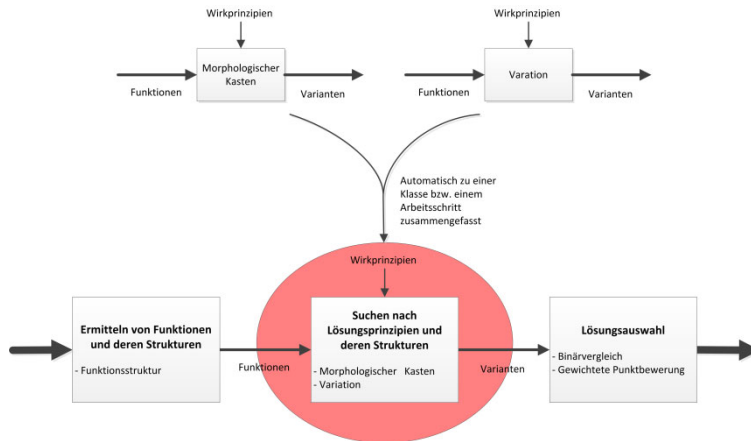 Wirkprinzipien
Morphologischer
Kasten
Funktionen
Varianten
Wirkprinzipien
Varation
Funktionen
Varianten
Automatisch zu einer
Klasse bzw. einem
Arbeitsschritt
zusammengefasst
Wirkprinzipien
Ermitteln von Funktionen
und deren Strukturen
- Funktionsstruktur
Funktionen
Suchen nach
Lösungsprinzipien und
deren Strukturen
- Morphologischer Kasten
- Variation
Varianten
Lösungsauswahl
- Binärvergleich
- Gewichtete Punktbewerung